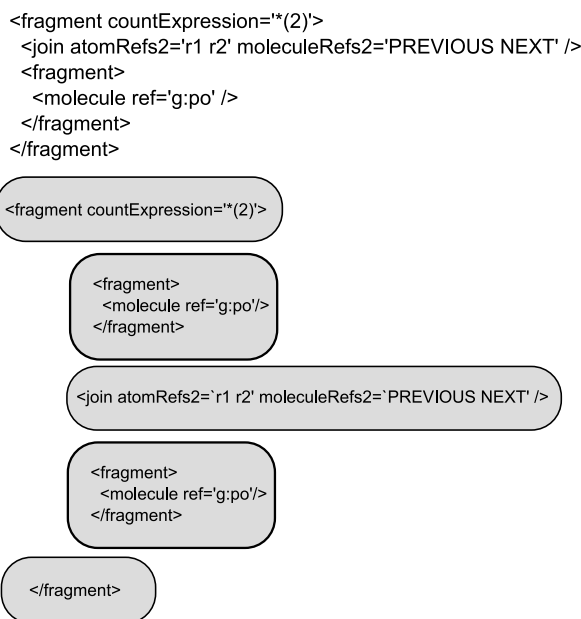 <fragment countExpression='*(2)'>
<join atomRefs2='r1 r2' moleculeRefs2='PREVIOUS NEXT' />
<fragment>
<molecule ref='g:po' />
</fragment>
</fragment>
<fragment countExpression='*(2)'>
<fragment>
<molecule ref='g:po'/>
</fragment>
<join atomRefs2=`r1 r2' moleculeRefs2=`PREVIOUS NEXT' />
<fragment>
<molecule ref='g:po'/>
</fragment>
</fragment>